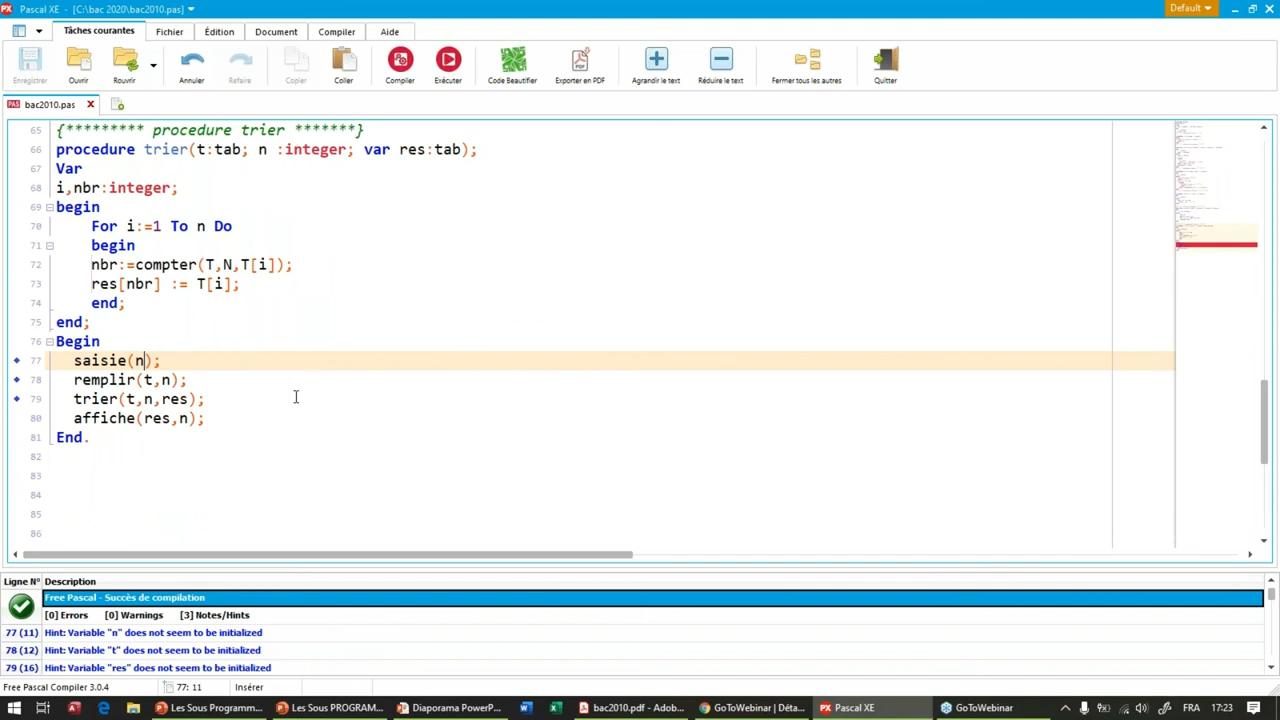 Pascal XE - [C:\bac 2020\bac2010.pas]
Default
Tâches courantes Fichier Édition Document Compiler Aide
Enregistrer Ouvrir Rouvrir Annuler Refaire Copier Coller Compiler Exécuter Code Beautifier Exporter en PDF Agrandir le text Réduire le text Fermer tous les autres Quitter
PAS bac2010.pas
65 {********* procedure trier *******}
66 procedure trier(t:tab; n :integer; var res:tab);
67 Var
68 i,nbr:integer;
69 begin
70 For i:=1 To n Do
71 begin
72 nbr:=compter(T,N,T[i]);
73 res[nbr] := T[i];
74 end;
75 end;
76 Begin
77 saisie(n);
78 remplir(t,n);
79 trier(t,n,res);
80 affiche(res,n);
81 End.
82
83
84
85
86
Ligne N° Description
Free Pascal - Succès de compilation
[0] Errors [0] Warnings [3] Notes/Hints
77 (11) Hint: Variable "n" does not seem to be initialized
78 (12) Hint: Variable "t" does not seem to be initialized
79 (16) Hint: Variable "res" does not seem to be initialized
Free Pascal Compiler 3.0.4 77: 11 Insérer
Les Sous Programm... Les Sous PROGRAM... Diaporama PowerP... bac2010.pdf - Adob... GoToWebinar | Déta... Pascal XE GoToWebinar FRA 17:23